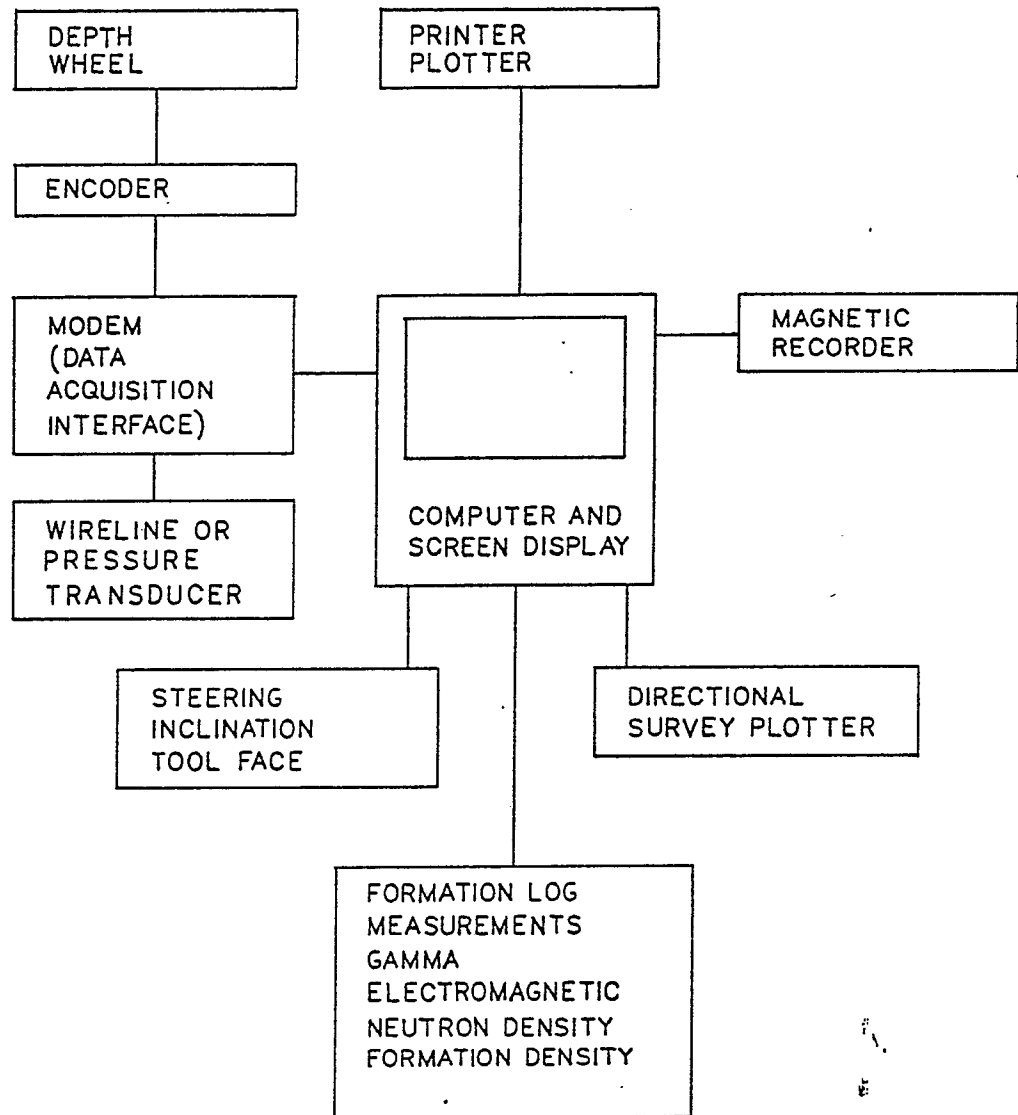 DEPTH
WHEEL
PRINTER
PLOTTER
ENCODER
MODEM
(DATA
ACQUISITION
INTERFACE)
MAGNETIC
RECORDER
COMPUTER AND
SCREEN DISPLAY
WIRELINE OR
PRESSURE
TRANSDUCER
STEERING
INCLINATION
TOOL FACE
DIRECTIONAL
SURVEY PLOTTER
FORMATION LOG
MEASUREMENTS
GAMMA
ELECTROMAGNETIC
NEUTRON DENSITY
FORMATION DENSITY